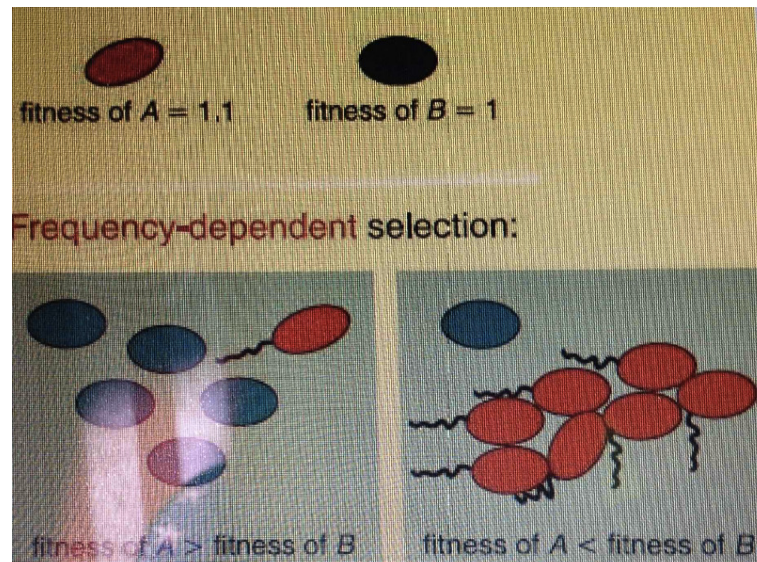 fitness of A = 1.1
fitness of B = 1
Frequency-dependent selection:
fitness of A > fitness of B
fitness of A < fitness of B